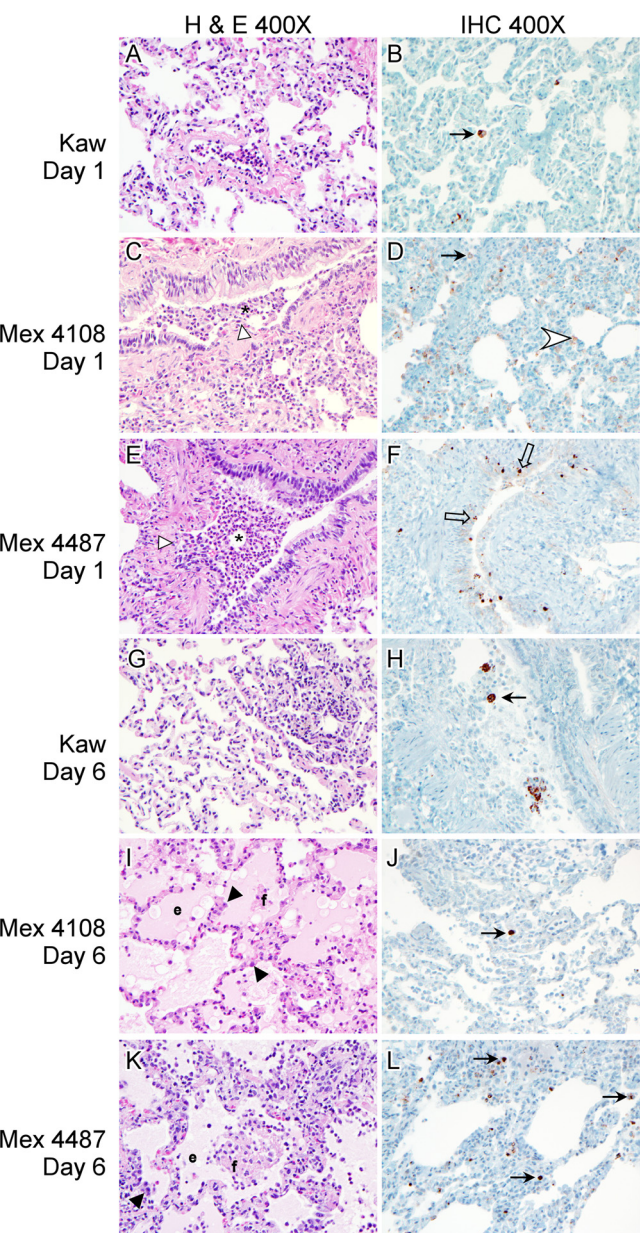 H & E 400X IHC 400X
A B
Kaw
Day 1
C D
*
Mex 4108
Day 1
E F
*
Mex 4487
Day 1
G H
Kaw
Day 6
I J
e f
Mex 4108
Day 6
K L
e f
Mex 4487
Day 6